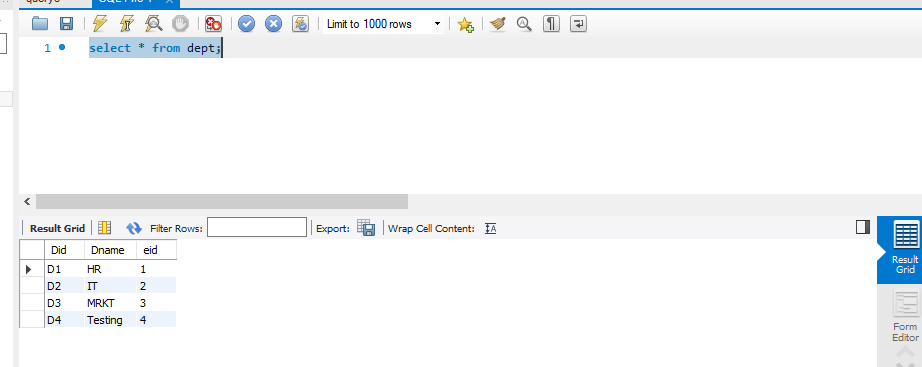 Limit to 1000 rows
1 select * from dept;
Result Grid Filter Rows: Export: Wrap Cell Content: IA
Did Dname eid
D1 HR 1
D2 IT 2
D3 MRKT 3
D4 Testing 4
Result
Grid
Form
Editor